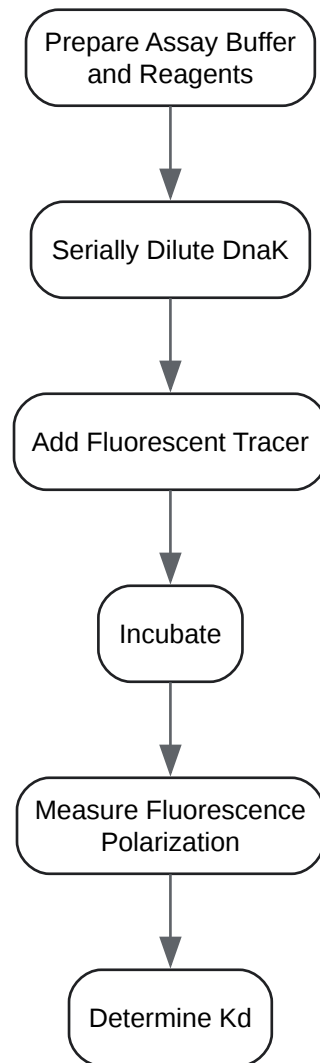 Prepare Assay Buffer
and Reagents
Serially Dilute DnaK
Add Fluorescent Tracer
Incubate
Measure Fluorescence
Polarization
Determine Kd